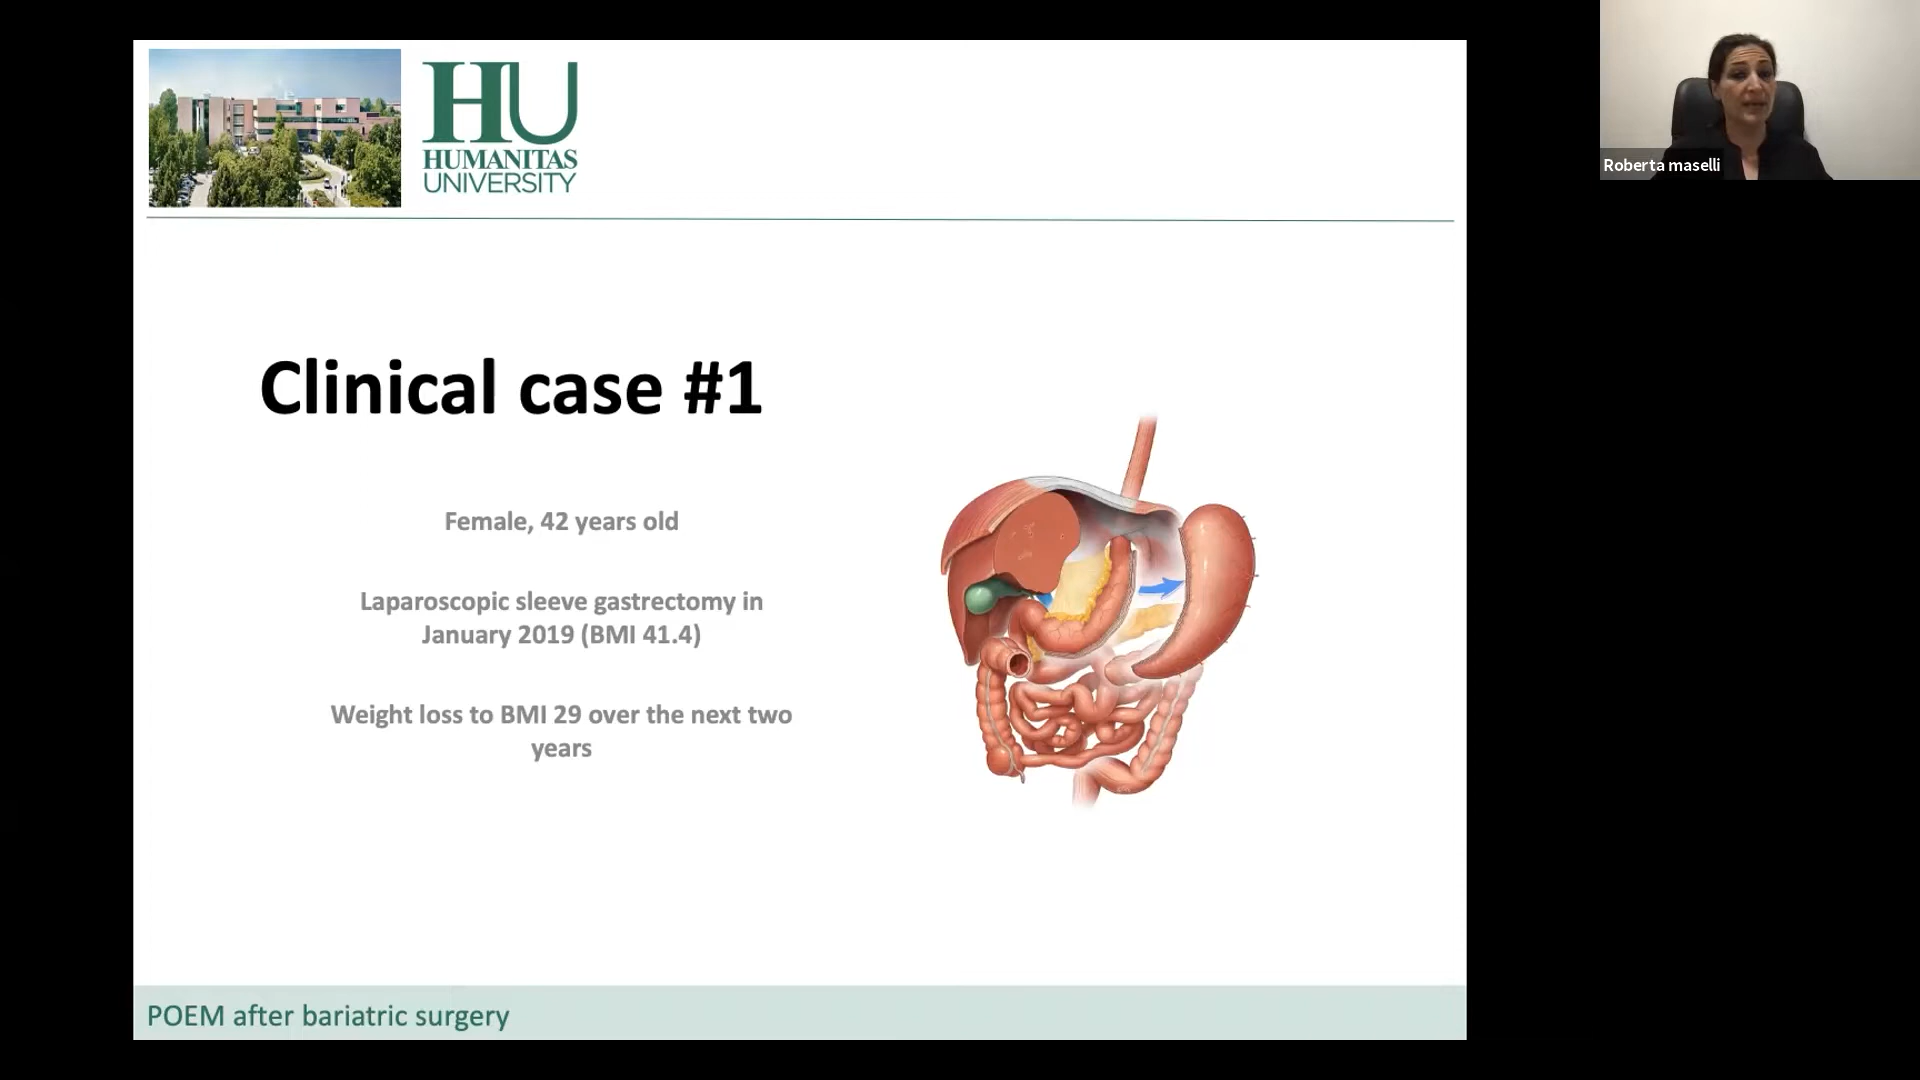 HU
HUMANITAS
UNIVERSITY
Roberta maselli
Clinical case #1
Female, 42 years old
Laparoscopic sleeve gastrectomy in
January 2019 (BMI 41.4)
Weight loss to BMI 29 over the next two
years
POEM after bariatric surgery